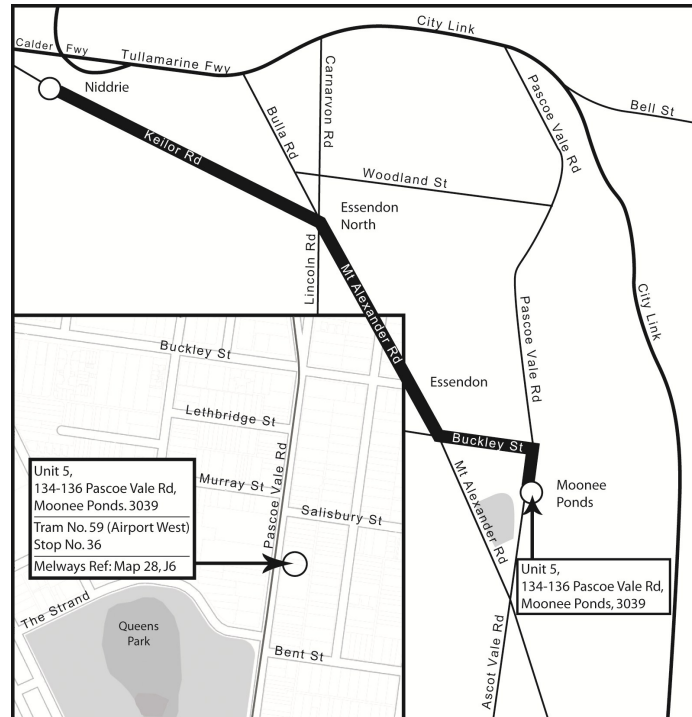 City Link
Calder Fwy
Tullamarine Fwy
Niddrie
Carnarvon Rd
Bulla Rd
Pascoe Vale Rd
Bell St
Keilor Rd
Woodland St
Essendon
North
Lincoln Rd
Mt Alexander Rd
Pascoe Vale Rd
City Link
Essendon
Buckley St
Moonee
Ponds
Mt Alexander Rd
Unit 5,
134-136 Pascoe Vale Rd,
Moonee Ponds, 3039
Ascot Vale Rd
Buckley St
Lethbridge St
Pascoe Vale Rd
Murray St
Salisbury St
Unit 5,
134-136 Pascoe Vale Rd,
Moonee Ponds. 3039
Tram No. 59 (Airport West)
Stop No. 36
Melways Ref: Map 28, J6
The Strand
Queens
Park
Bent St